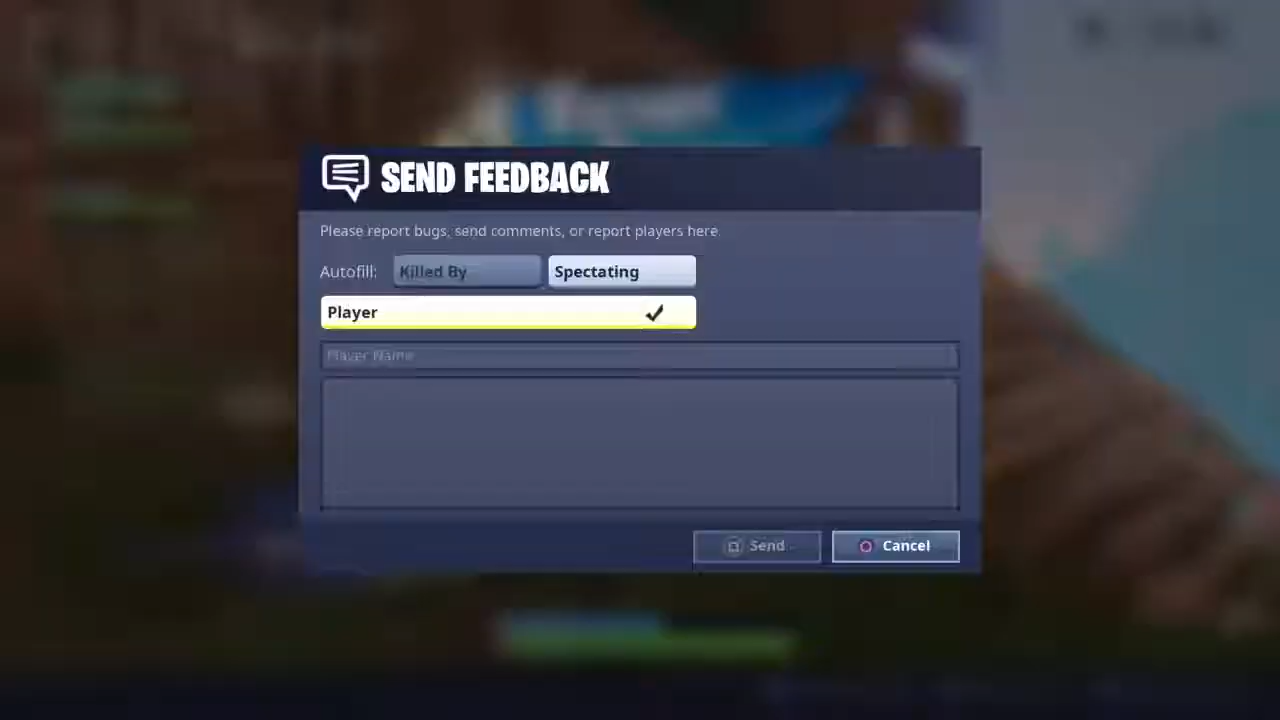 SEND FEEDBACK
Please report bugs, send comments, or report players here.
Autofill: Killed By Spectating
Player
Player Name
Send Cancel